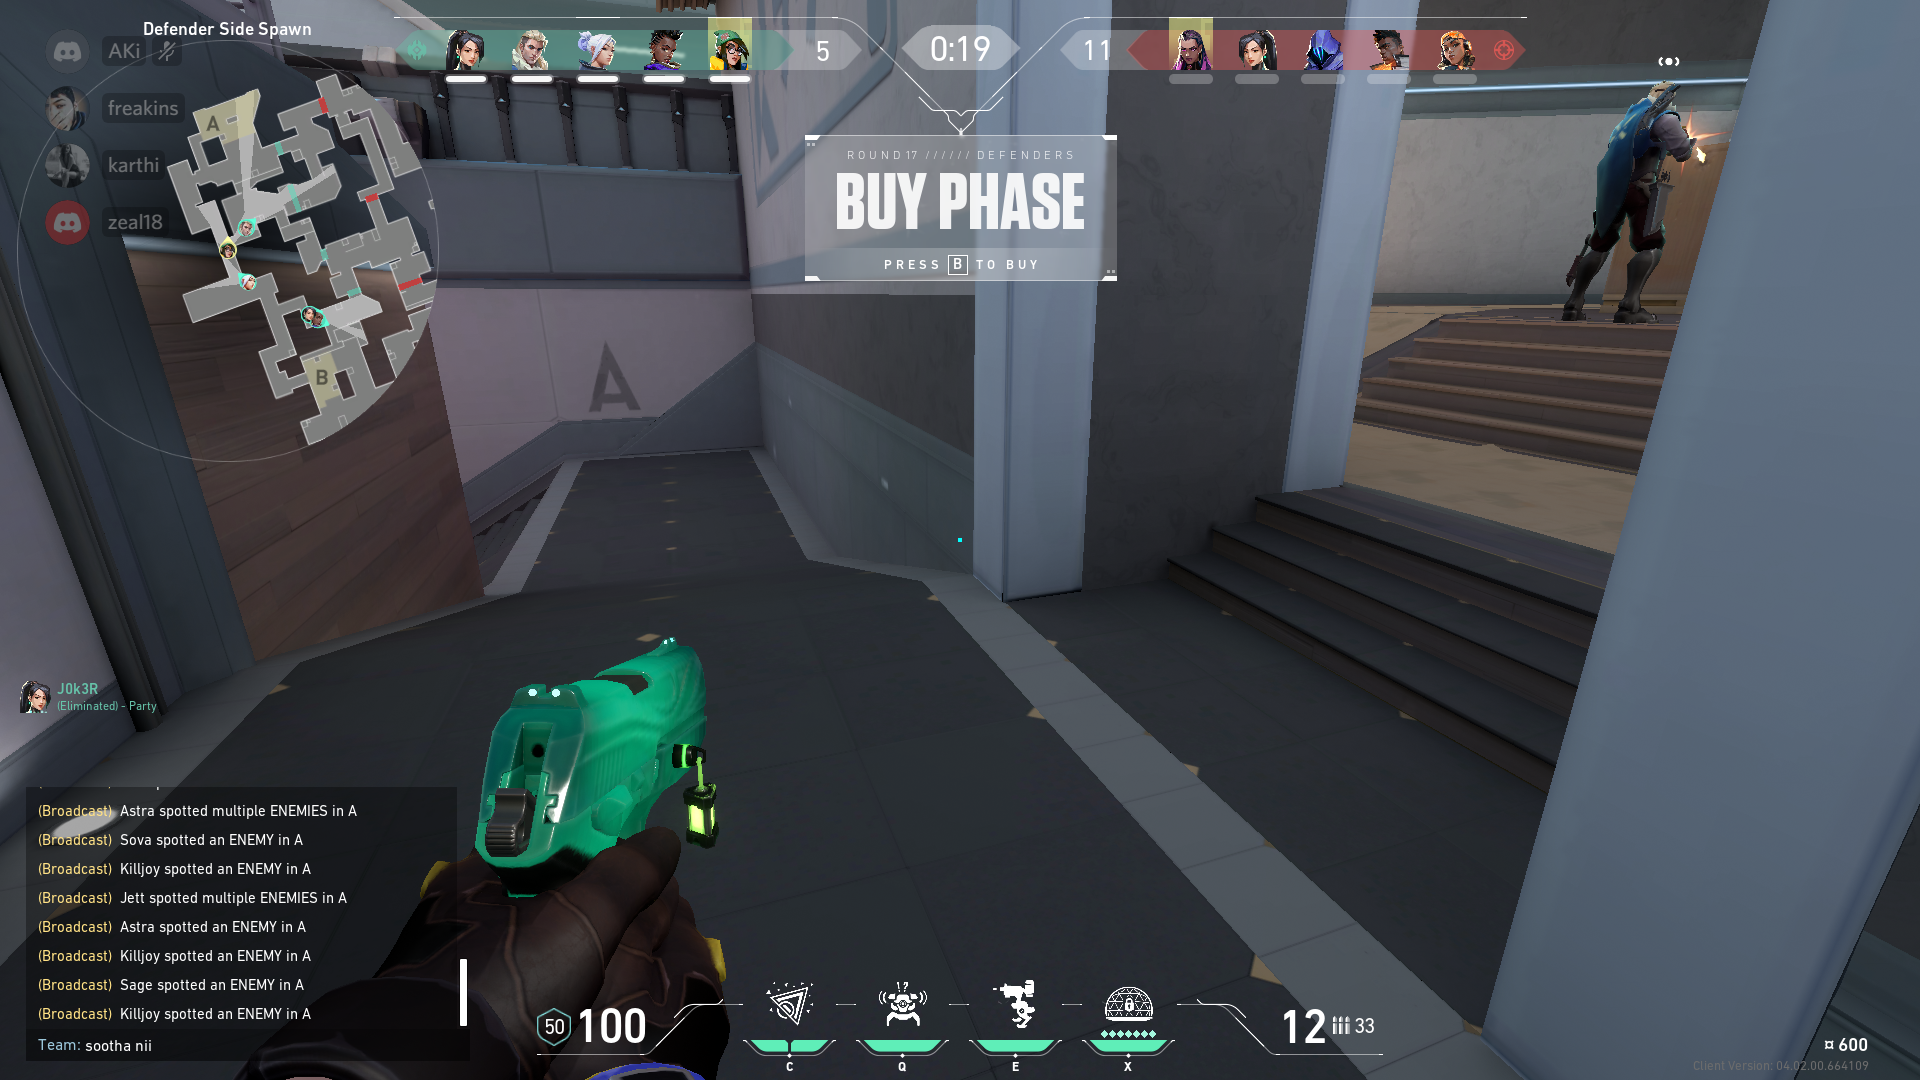 Defender Side Spawn
AKi
freakins
karthi
zeal18
A
B
5
0:19
11
ROUND 17 ////// DEFENDERS
BUY PHASE
PRESS B TO BUY
A
J0k3R
(Eliminated) - Party
(Broadcast) Astra spotted multiple ENEMIES in A
(Broadcast) Sova spotted an ENEMY in A
(Broadcast) Killjoy spotted an ENEMY in A
(Broadcast) Jett spotted multiple ENEMIES in A
(Broadcast) Astra spotted an ENEMY in A
(Broadcast) Killjoy spotted an ENEMY in A
(Broadcast) Sage spotted an ENEMY in A
(Broadcast) Killjoy spotted an ENEMY in A
Team: sootha nii
50 100
C
Q
E
X
12 33
¤ 600
Client Version: 04.02.00.664109